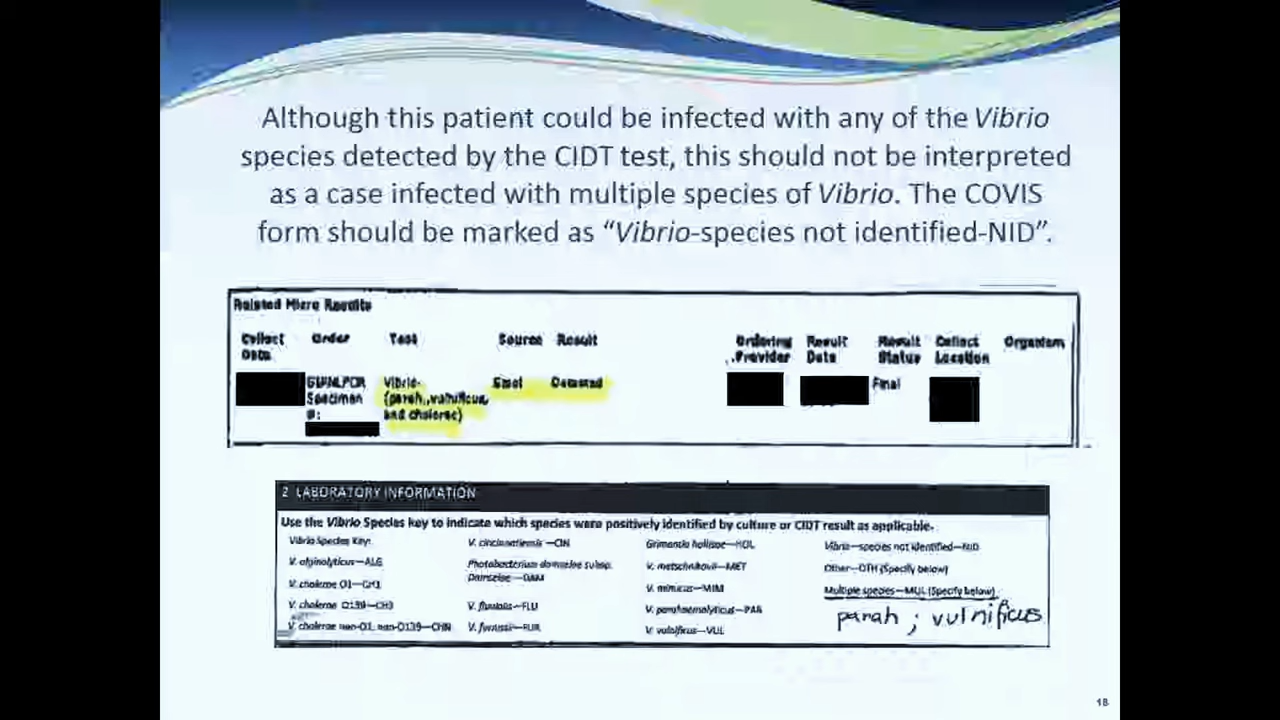 Although this patient could be infected with any of the Vibrio
species detected by the CIDT test, this should not be interpreted
as a case infected with multiple species of Vibrio. The COVIS
form should be marked as “Vibrio-species not identified-NID”.
Related Micro Results
Collect Order Test Source Result Ordering Result Result Collect Organism
Date Provider Date Status Location
Vibrio- Stool Detected Final
Specimen (parah.,vulnificus,
#: and cholerae)
2 LABORATORY INFORMATION
Use the Vibrio Species key to indicate which species were positively identified by culture or CIDT result as applicable.
Vibrio Species Key: V. cincinnatiensis—CIN Grimontia hollisae—HOL Vibrio—species not identified—NID
V. alginolyticus—ALG Photobacterium damselae subsp. V. metschnikovii—MET Other—OTH (Specify below)
V. cholerae O1—CH1 Damselae—DAM V. mimicus—MIM Multiple species—MUL (Specify below)
V. cholerae O139—CH3 V. fluvialis—FLU V. parahaemolyticus—PAR parah ; vulnificus
V. cholerae non-O1, non-O139—CHN V. furnissii—FUR V. vulnificus—VUL
18